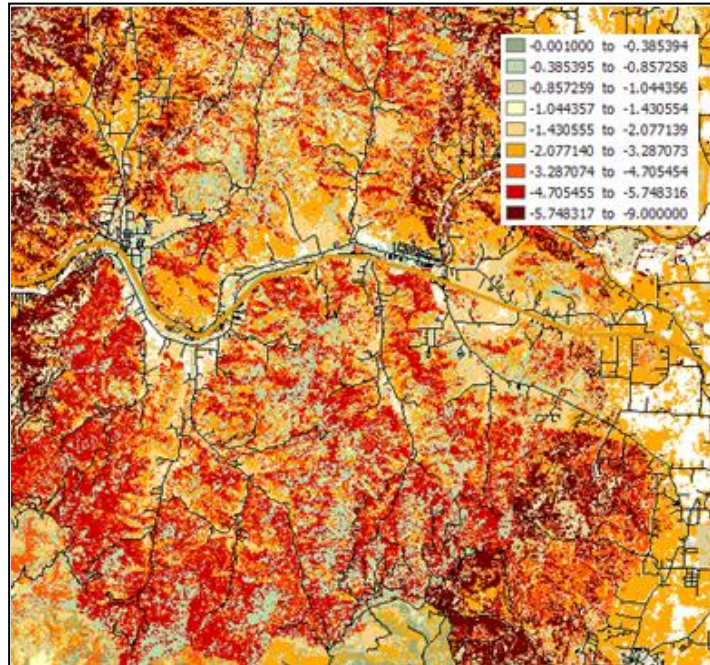 -0.001000 to -0.385394
-0.385395 to -0.857258
-0.857259 to -1.044356
-1.044357 to -1.430554
-1.430555 to -2.077139
-2.077140 to -3.287073
-3.287074 to -4.705454
-4.705455 to -5.748316
-5.748317 to -9.000000